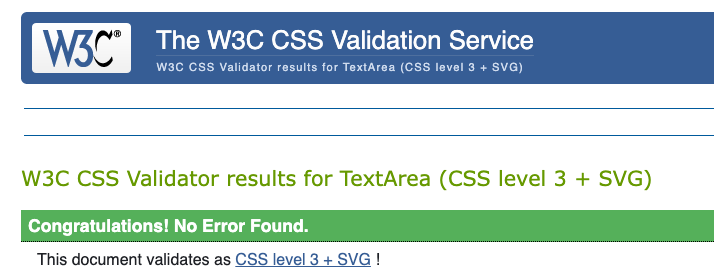 W3C®
The W3C CSS Validation Service
W3C CSS Validator results for TextArea (CSS level 3 + SVG)
W3C CSS Validator results for TextArea (CSS level 3 + SVG)
Congratulations! No Error Found.
This document validates as CSS level 3 + SVG !